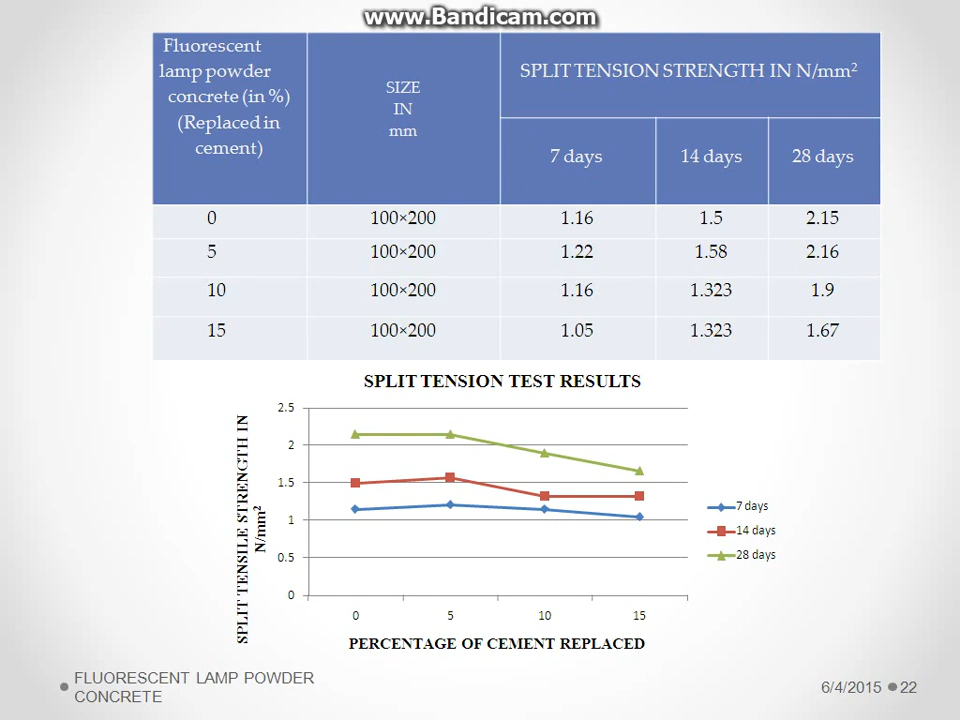 www.Bandicam.com
Fluorescent
lamp powder
concrete (in %)
(Replaced in
cement)
SIZE
IN
mm
SPLIT TENSION STRENGTH IN N/mm²
7 days 14 days 28 days
0 100×200 1.16 1.5 2.15
5 100×200 1.22 1.58 2.16
10 100×200 1.16 1.323 1.9
15 100×200 1.05 1.323 1.67
SPLIT TENSION TEST RESULTS
SPLIT TENSILE STRENGTH IN
N/mm²
2.5
2
1.5
1
0.5
0
0 5 10 15
PERCENTAGE OF CEMENT REPLACED
7 days
14 days
28 days
FLUORESCENT LAMP POWDER
CONCRETE
6/4/2015 22